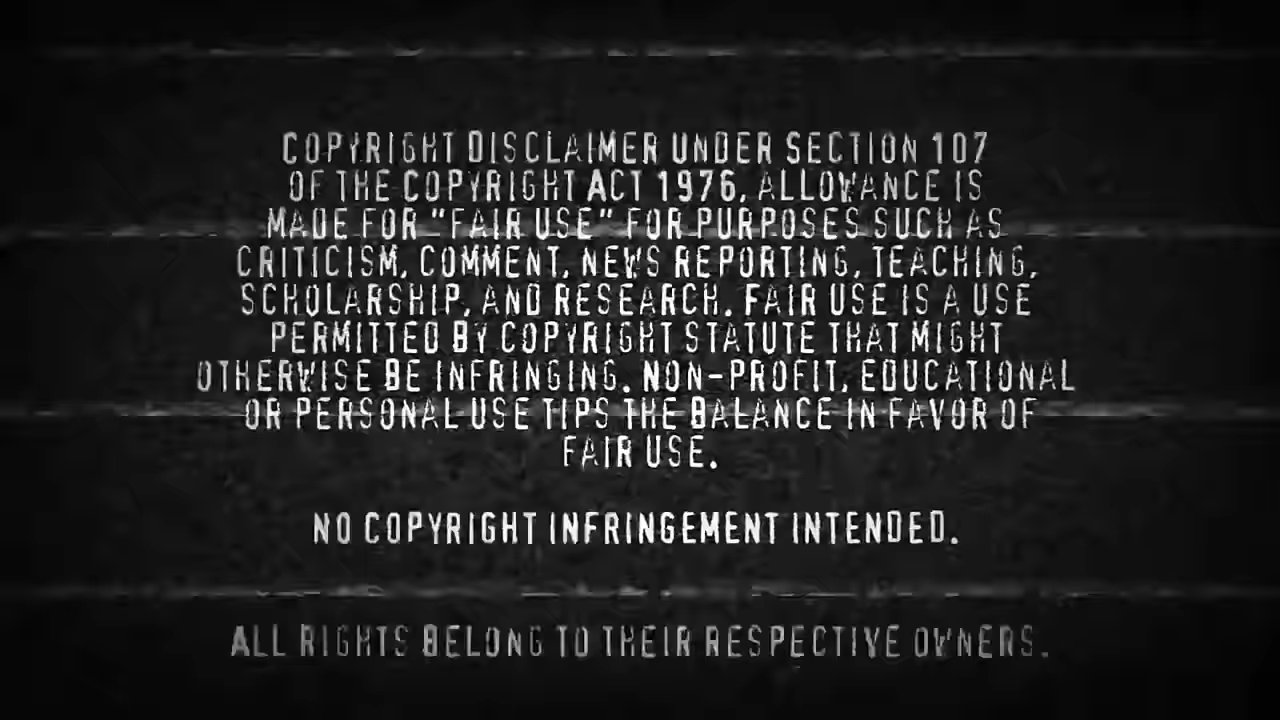 COPYRIGHT DISCLAIMER UNDER SECTION 107
OF THE COPYRIGHT ACT 1976, ALLOWANCE IS
MADE FOR "FAIR USE" FOR PURPOSES SUCH AS
CRITICISM, COMMENT, NEWS REPORTING, TEACHING,
SCHOLARSHIP, AND RESEARCH. FAIR USE IS A USE
PERMITTED BY COPYRIGHT STATUTE THAT MIGHT
OTHERWISE BE INFRINGING. NON-PROFIT, EDUCATIONAL
OR PERSONAL USE TIPS THE BALANCE IN FAVOR OF
FAIR USE.
NO COPYRIGHT INFRINGEMENT INTENDED.
ALL RIGHTS BELONG TO THEIR RESPECTIVE OWNERS.